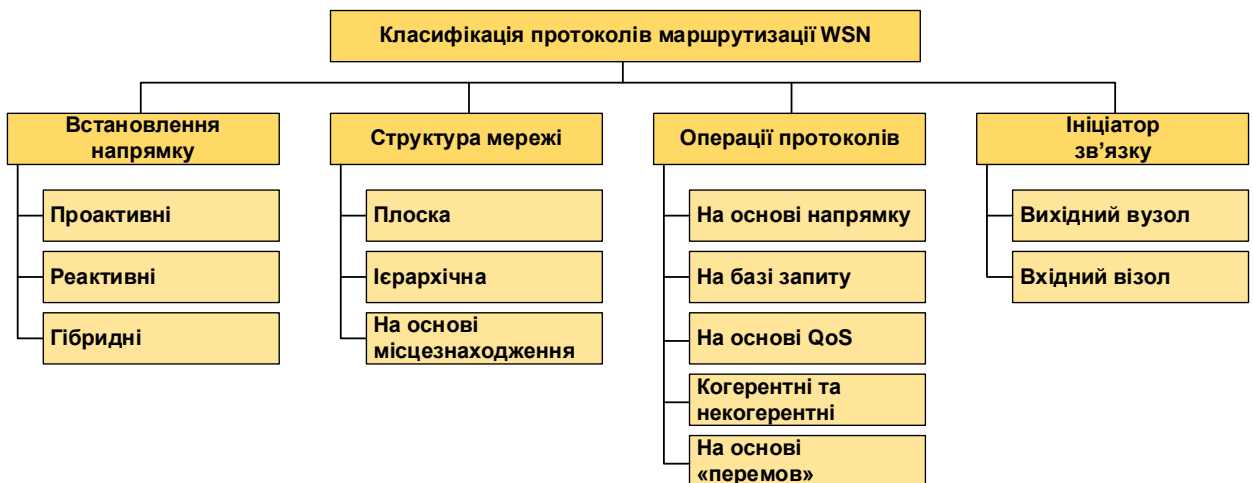 Класифікація протоколів маршрутизації WSN
Встановлення
напрямку
Проактивні
Реактивні
Гібридні
Структура мережі
Плоска
Ієрархічна
На основі
місцезнаходження
Операції протоколів
На основі напрямку
На базі запиту
На основі QoS
Когерентні та
некогерентні
На основі
«перемов»
Ініціатор
зв’язку
Вихідний вузол
Вхідний візол